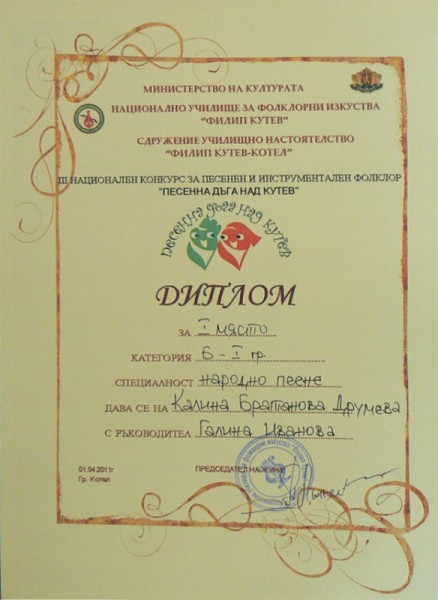 МИНИСТЕРСТВО НА КУЛТУРАТА
НАЦИОНАЛНО УЧИЛИЩЕ ЗА ФОЛКЛОРНИ ИЗКУСТВА
"ФИЛИП КУТЕВ"
СДРУЖЕНИЕ УЧИЛИЩНО НАСТОЯТЕЛСТВО
"ФИЛИП КУТЕВ-КОТЕЛ"
III НАЦИОНАЛЕН КОНКУРС ЗА ПЕСЕНЕН И ИНСТРУМЕНТАЛЕН ФОЛКЛОР
"ПЕСЕННА ДЪГА НАД КУТЕВ"
ПЕСЕННА ДЪГА НАД КУТЕВ
ДИПЛОМ
ЗА I място
КАТЕГОРИЯ Б - I гр.
СПЕЦИАЛНОСТ народно пеене
ДАВА СЕ НА Калина Братанова Друмева
С РЪКОВОДИТЕЛ Галина Иванова
01.04.2011г
Гр. Котел
ПРЕДСЕДАТЕЛ НА ЖУРИ: